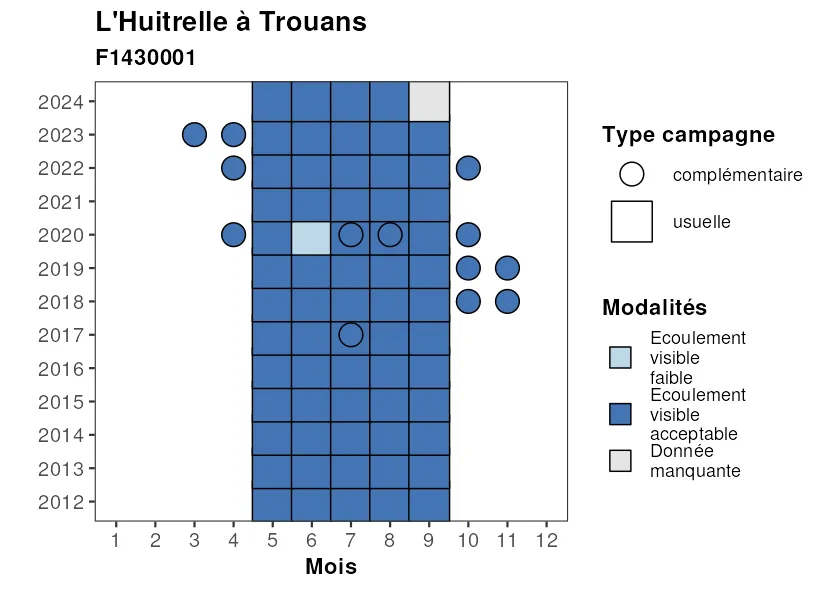 L'Huitrelle à Trouans
F1430001
2024
2023
2022
2021
2020
2019
2018
2017
2016
2015
2014
2013
2012
1 2 3 4 5 6 7 8 9 10 11 12
Mois
Type campagne
complémentaire
usuelle
Modalités
Ecoulement
visible
faible
Ecoulement
visible
acceptable
Donnée
manquante